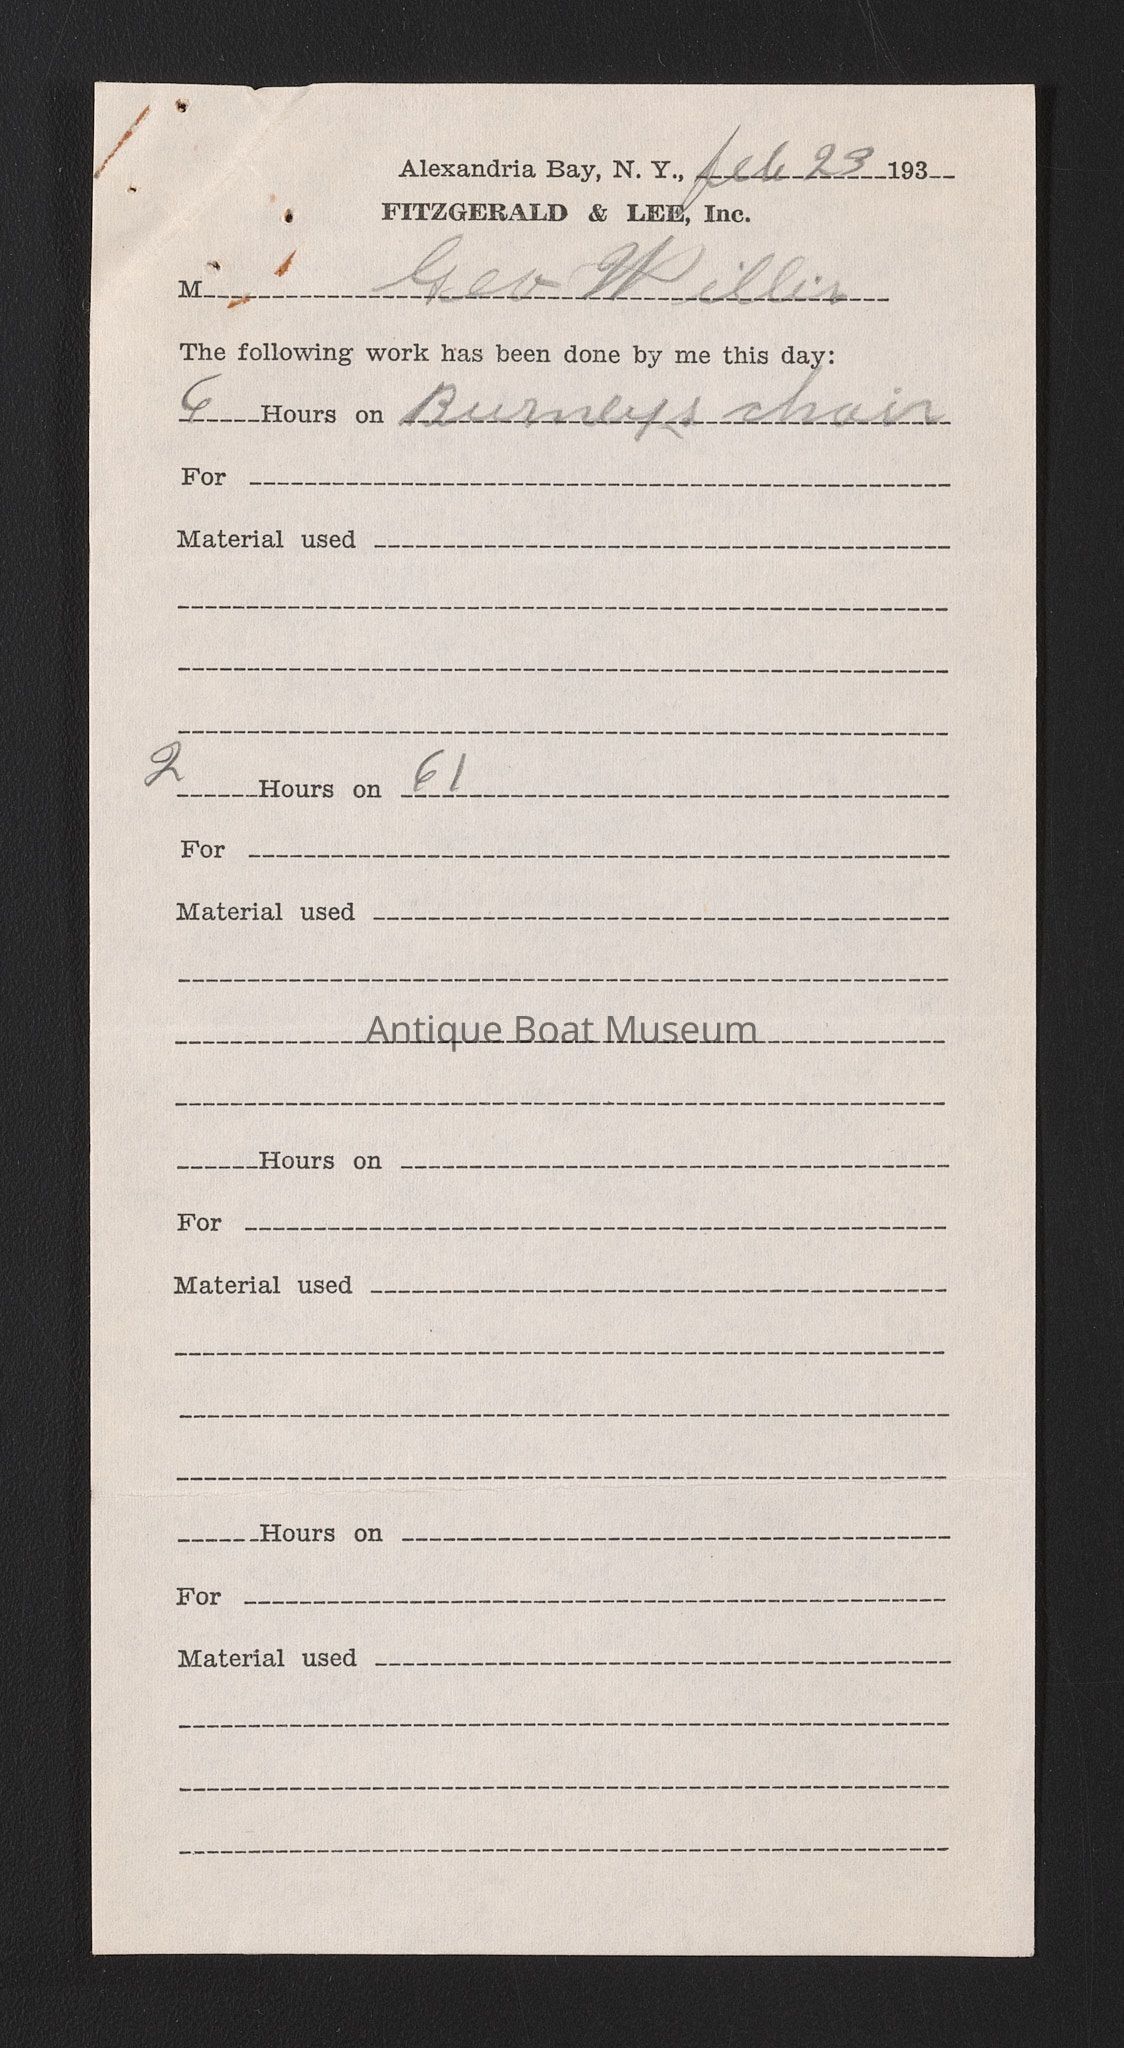 Alexandria Bay, N. Y., Feb 23 193
FITZGERALD & LEE, Inc.
M Geo Willis
The following work has been done by me this day:
6 Hours on Burneys chair
For
Material used
2 Hours on 61
For
Material used
Antique Boat Museum
Hours on
For
Material used
Hours on
For
Material used